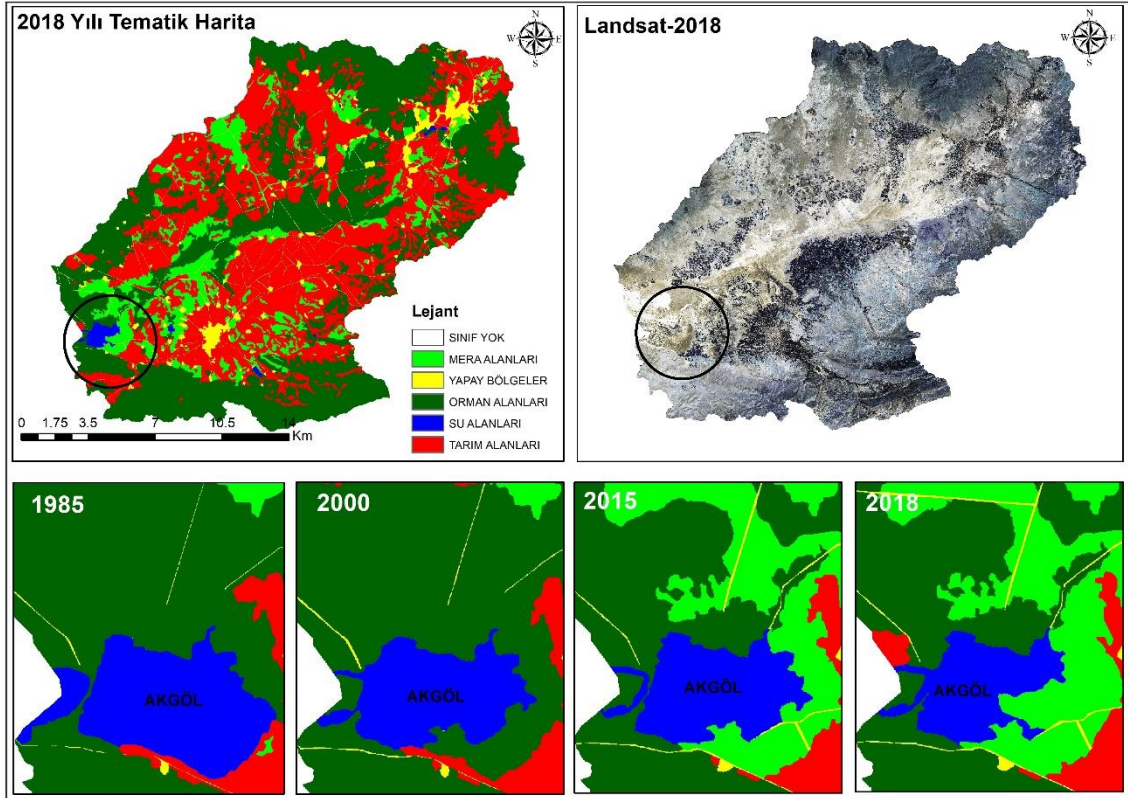 2018 Yılı Tematik Harita
N
W E
S
Lejant
SINIF YOK
MERA ALANLARI
YAPAY BÖLGELER
ORMAN ALANLARI
SU ALANLARI
TARIM ALANLARI
0 1.75 3.5 7 10.5 14
Km
Landsat-2018
N
W E
S
1985
AKGÖL
2000
AKGÖL
2015
AKGÖL
2018
AKGÖL